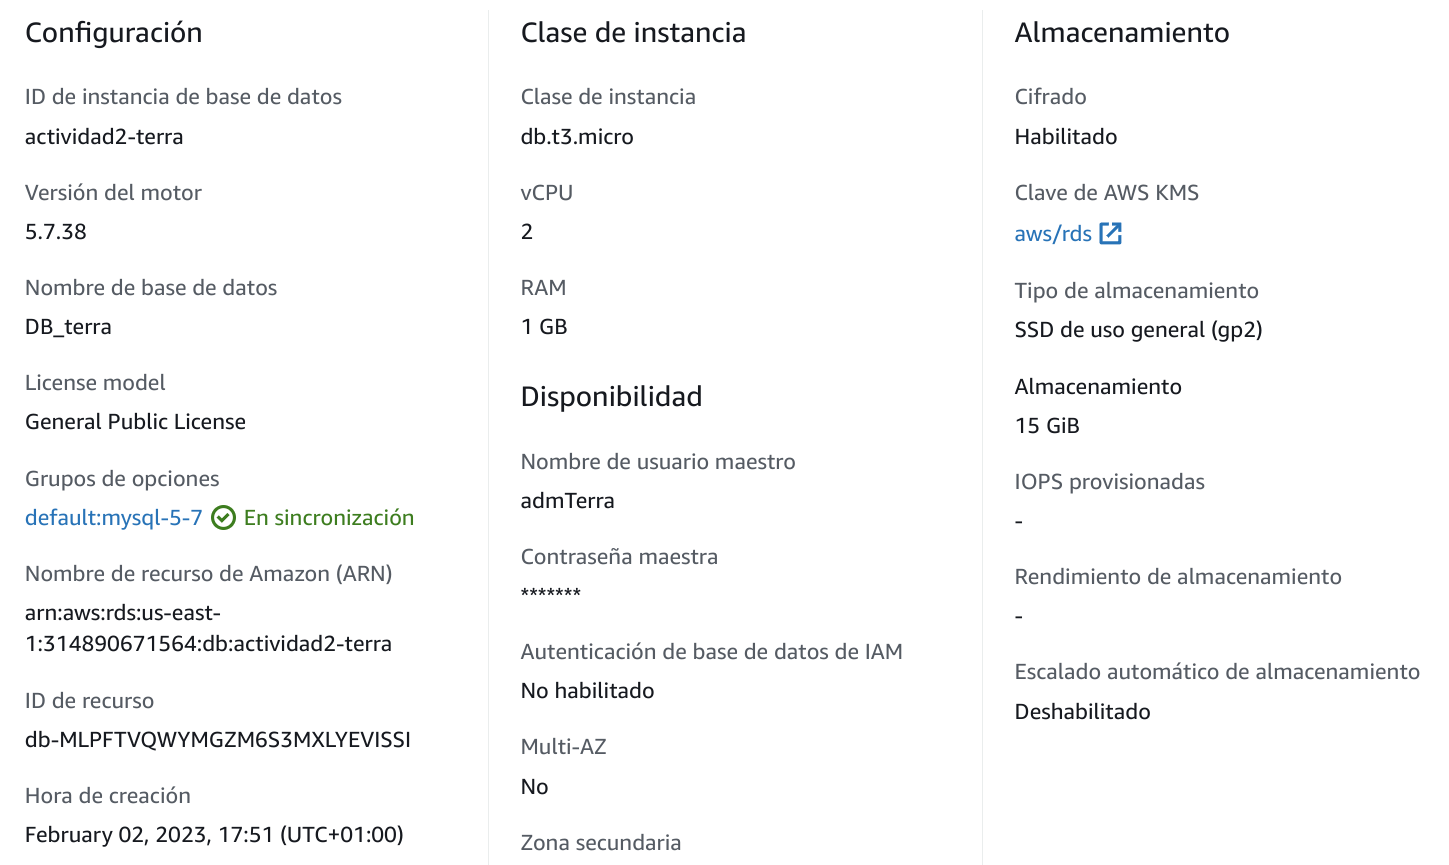 Configuración
ID de instancia de base de datos
actividad2-terra
Versión del motor
5.7.38
Nombre de base de datos
DB_terra
License model
General Public License
Grupos de opciones
default:mysql-5-7 En sincronización
Nombre de recurso de Amazon (ARN)
arn:aws:rds:us-east-
1:314890671564:db:actividad2-terra
ID de recurso
db-MLPFTVQWYMGZM6S3MXLYEVISSI
Hora de creación
February 02, 2023, 17:51 (UTC+01:00)
Clase de instancia
Clase de instancia
db.t3.micro
vCPU
2
RAM
1 GB
Disponibilidad
Nombre de usuario maestro
admTerra
Contraseña maestra
*******
Autenticación de base de datos de IAM
No habilitado
Multi-AZ
No
Zona secundaria
Almacenamiento
Cifrado
Habilitado
Clave de AWS KMS
aws/rds
Tipo de almacenamiento
SSD de uso general (gp2)
Almacenamiento
15 GiB
IOPS provisionadas
-
Rendimiento de almacenamiento
-
Escalado automático de almacenamiento
Deshabilitado